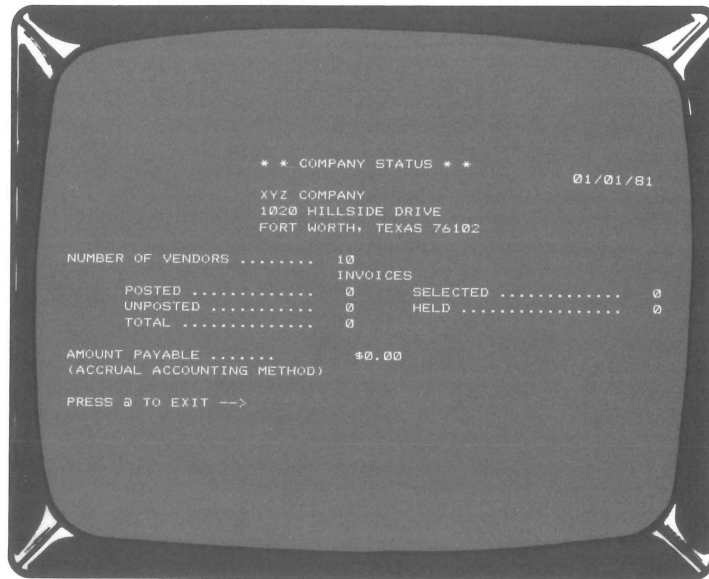 * * COMPANY STATUS * *
01/01/81
XYZ COMPANY
1020 HILLSIDE DRIVE
FORT WORTH, TEXAS 76102
NUMBER OF VENDORS ........ 10
INVOICES
POSTED ............. 0 SELECTED ............. 0
UNPOSTED ........... 0 HELD ................. 0
TOTAL .............. 0
AMOUNT PAYABLE ....... $0.00
(ACCRUAL ACCOUNTING METHOD)
PRESS @ TO EXIT -->